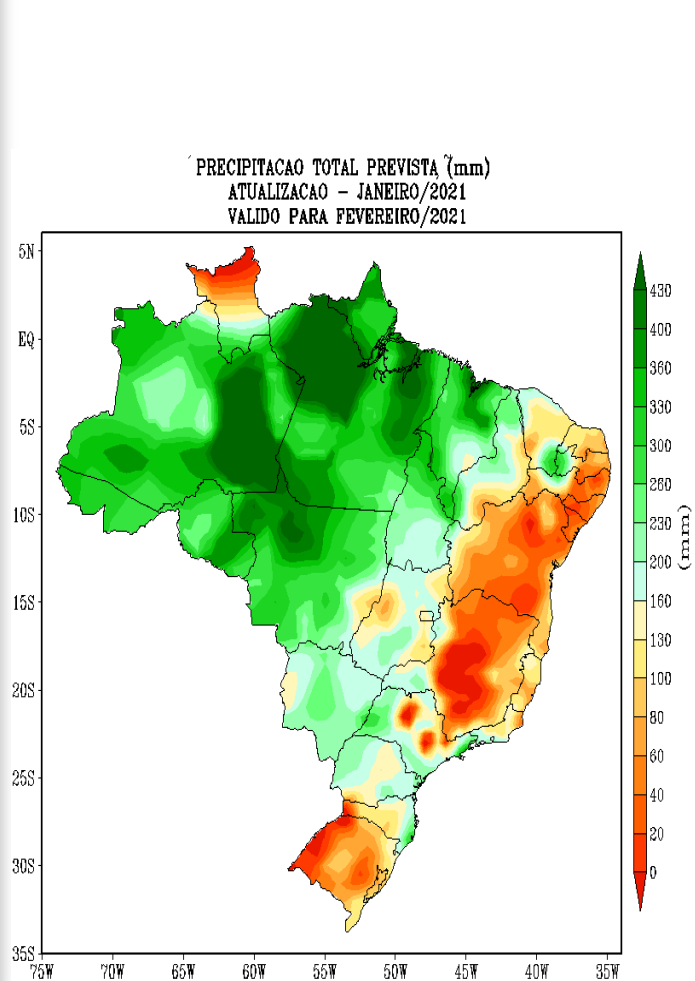 PRECIPITACAO TOTAL PREVISTA (mm)
ATUALIZACAO - JANEIRO/2021
VALIDO PARA FEVEREIRO/2021
5N
EQ
5S
10S
15S
20S
25S
30S
35S
75W 70W 65W 60W 55W 50W 45W 40W 35W
430
400
360
330
300
260
230
200
160
130
100
80
60
40
20
0
(mm)